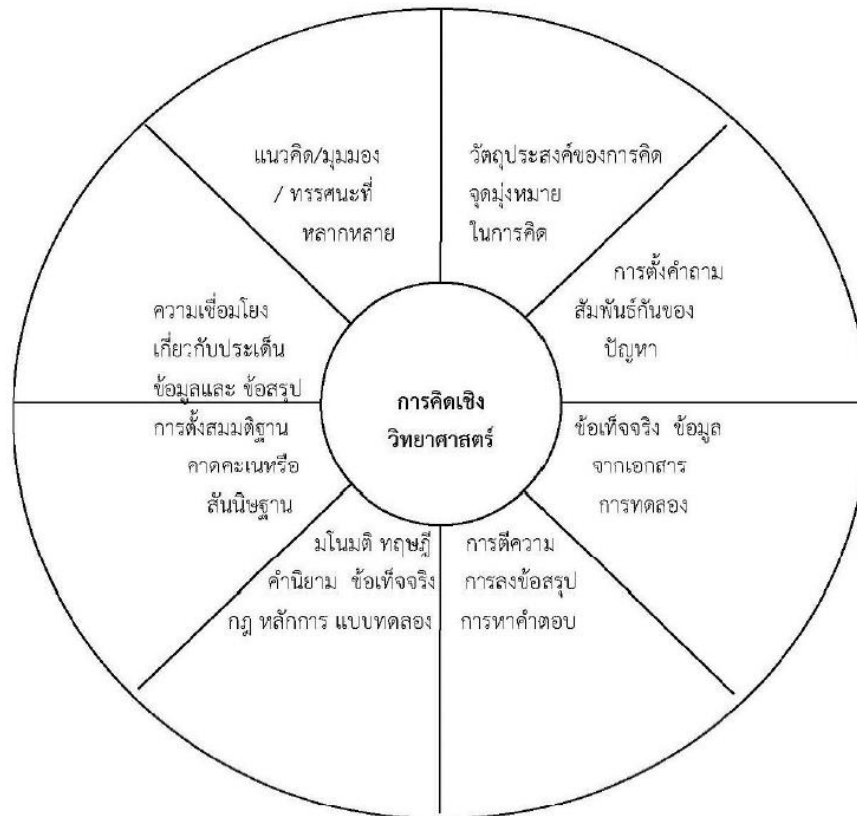 แนวคิด/มุมมอง
/ ทรรศนะที่
หลากหลาย
วัตถุประสงค์ของการคิด
จุดมุ่งหมาย
ในการคิด
การตั้งคำถาม
สัมพันธ์กันของ
ปัญหา
ความเชื่อมโยง
เกี่ยวกับประเด็น
ข้อมูลและ ข้อสรุป
การคิดเชิง
วิทยาศาสตร์
ข้อเท็จจริง ข้อมูล
จากเอกสาร
การทดลอง
การตั้งสมมติฐาน
คาดคะเนหรือ
สันนิษฐาน
มโนมติ ทฤษฎี
คำนิยาม ข้อเท็จจริง
กฎ หลักการ แบบทดลอง
การตีความ
การลงข้อสรุป
การหาคำตอบ